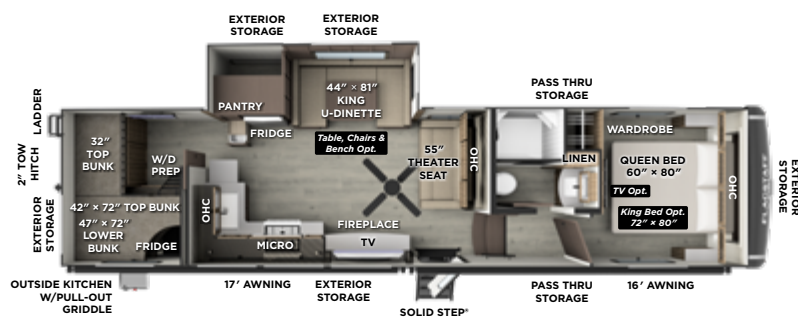 EXTERIOR
STORAGE
EXTERIOR
STORAGE
PASS THRU
STORAGE
LADDER
2" TOW
HITCH
EXTERIOR
STORAGE
PANTRY
FRIDGE
44" × 81"
KING
U-DINETTE
Table, Chairs &
Bench Opt.
32"
TOP
BUNK
W/D
PREP
42" × 72" TOP BUNK
47" × 72"
LOWER
BUNK
FRIDGE
OHC
MICRO
FIREPLACE
TV
55"
THEATER
SEAT
OHC
LINEN
WARDROBE
QUEEN BED
60" × 80"
TV Opt.
King Bed Opt.
72" × 80"
OHC
FLAGSTAFF
EXTERIOR
STORAGE
OUTSIDE KITCHEN
W/PULL-OUT
GRIDDLE
17' AWNING
EXTERIOR
STORAGE
SOLID STEP®
PASS THRU
STORAGE
16' AWNING